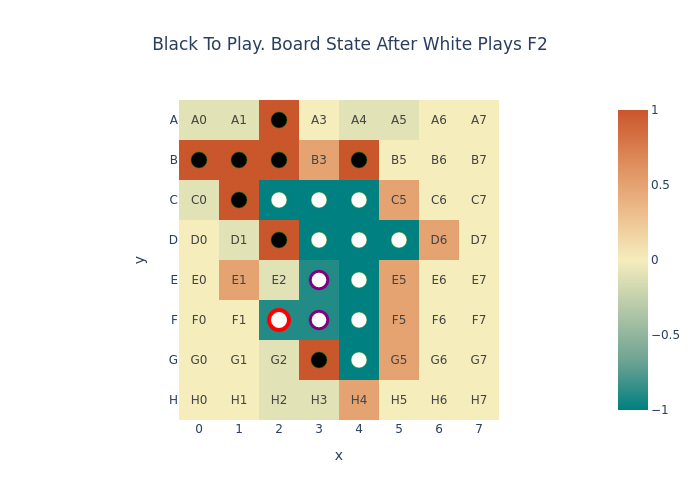 Black To Play. Board State After White Plays F2
A A0 A1 A3 A4 A5 A6 A7
B B3 B5 B6 B7
C C0 C5 C6 C7
D D0 D1 D6 D7
E E0 E1 E2 E5 E6 E7
F F0 F1 F5 F6 F7
G G0 G1 G2 G5 G6 G7
H H0 H1 H2 H3 H4 H5 H6 H7
0 1 2 3 4 5 6 7
x
y
1
0.5
0
−0.5
−1